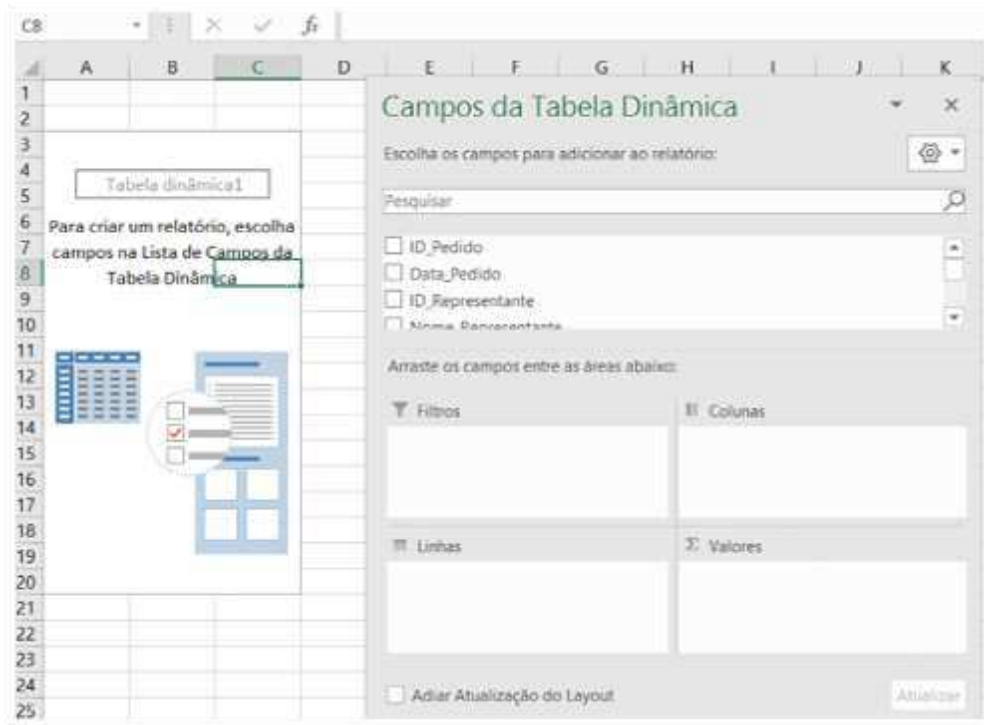 C8
fx
A B C D E F G H I J K
1
2
3
4
5
6
7
8
9
10
11
12
13
14
15
16
17
18
19
20
21
22
23
24
25
Tabela dinâmica1
Para criar um relatório, escolha
campos na Lista de Campos da
Tabela Dinâmica
Campos da Tabela Dinâmica
Escolha os campos para adicionar ao relatório:
Pesquisar
ID_Pedido
Data_Pedido
ID_Representante
Nome_Representante
Arraste os campos entre as áreas abaixo:
Filtros
Colunas
Linhas
Σ Valores
Adiar Atualização do Layout
Atualizar